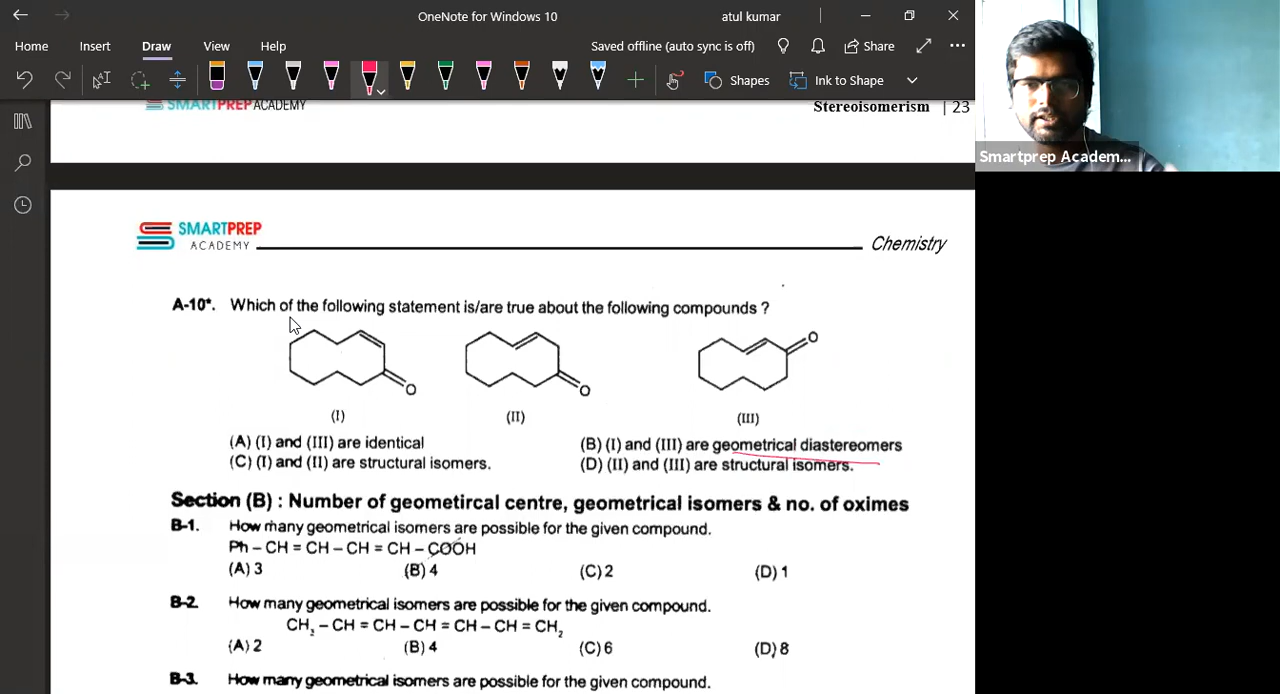 OneNote for Windows 10
atul kumar
Home Insert Draw View Help
Saved offline (auto sync is off)
Share
Shapes
Ink to Shape
SMARTPREP ACADEMY
Stereoisomerism | 23
Smartprep Academ...
SMARTPREP
ACADEMY
Chemistry
A-10*. Which of the following statement is/are true about the following compounds ?
O O O
(I) (II) (III)
(A) (I) and (III) are identical (B) (I) and (III) are geometrical diastereomers
(C) (I) and (II) are structural isomers. (D) (II) and (III) are structural isomers.
Section (B) : Number of geometircal centre, geometrical isomers & no. of oximes
B-1. How many geometrical isomers are possible for the given compound.
Ph – CH = CH – CH = CH – COOH
(A) 3 (B) 4 (C) 2 (D) 1
B-2. How many geometrical isomers are possible for the given compound.
CH3 – CH = CH – CH = CH – CH = CH2
(A) 2 (B) 4 (C) 6 (D) 8
B-3. How many geometrical isomers are possible for the given compound.